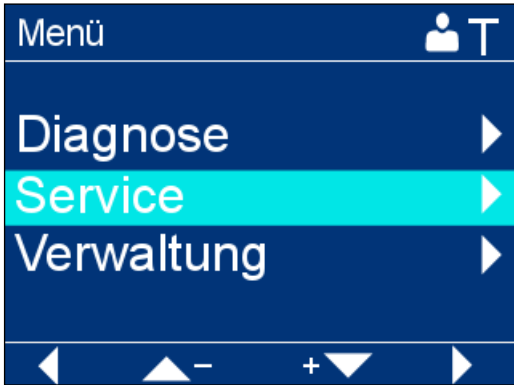 Menü T
Diagnose
Service
Verwaltung
- +